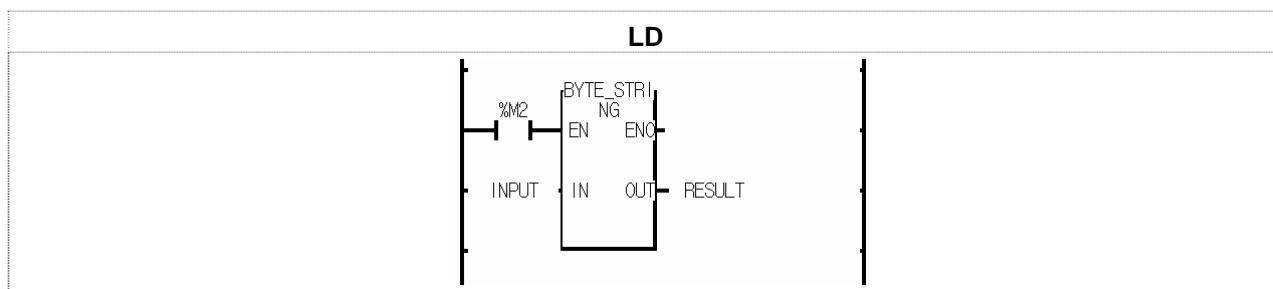 LD
BYTE_STRI
%M2 NG
EN ENO
INPUT IN OUT RESULT